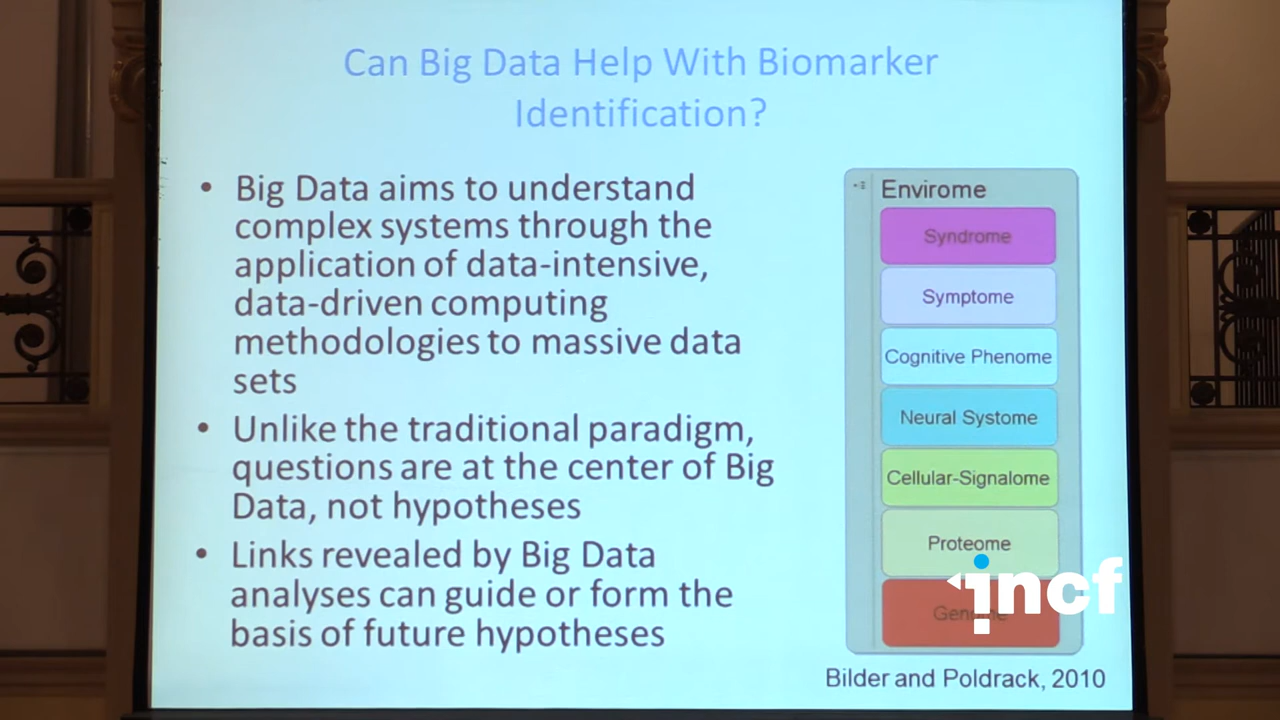 Can Big Data Help With Biomarker
Identification?
• Big Data aims to understand
complex systems through the
application of data-intensive,
data-driven computing
methodologies to massive data
sets
• Unlike the traditional paradigm,
questions are at the center of Big
Data, not hypotheses
• Links revealed by Big Data
analyses can guide or form the
basis of future hypotheses
Envirome
Syndrome
Symptome
Cognitive Phenome
Neural Systome
Cellular-Signalome
Proteome
Genome
Bilder and Poldrack, 2010
incf